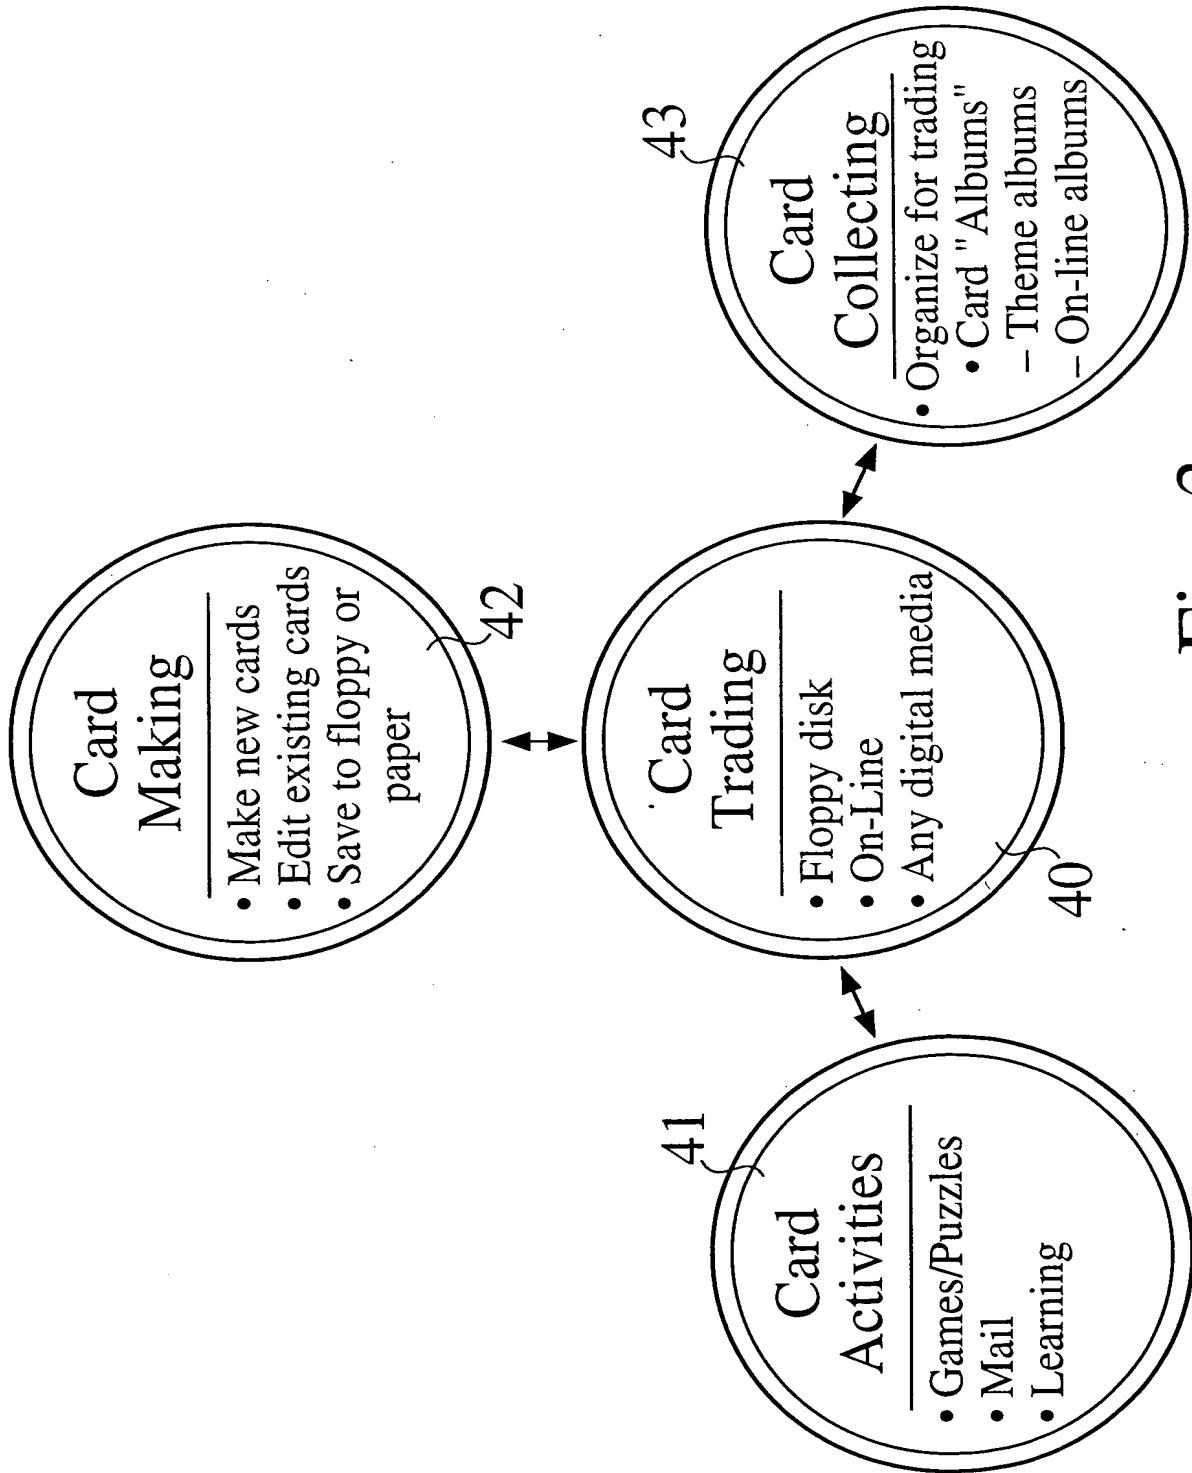 Card
Making
• Make new cards
• Edit existing cards
• Save to floppy or
paper
42
Card
Trading
• Floppy disk
• On-Line
• Any digital media
40
41
Card
Activities
• Games/Puzzles
• Mail
• Learning
43
Card
Collecting
• Organize for trading
• Card "Albums"
– Theme albums
– On-line albums